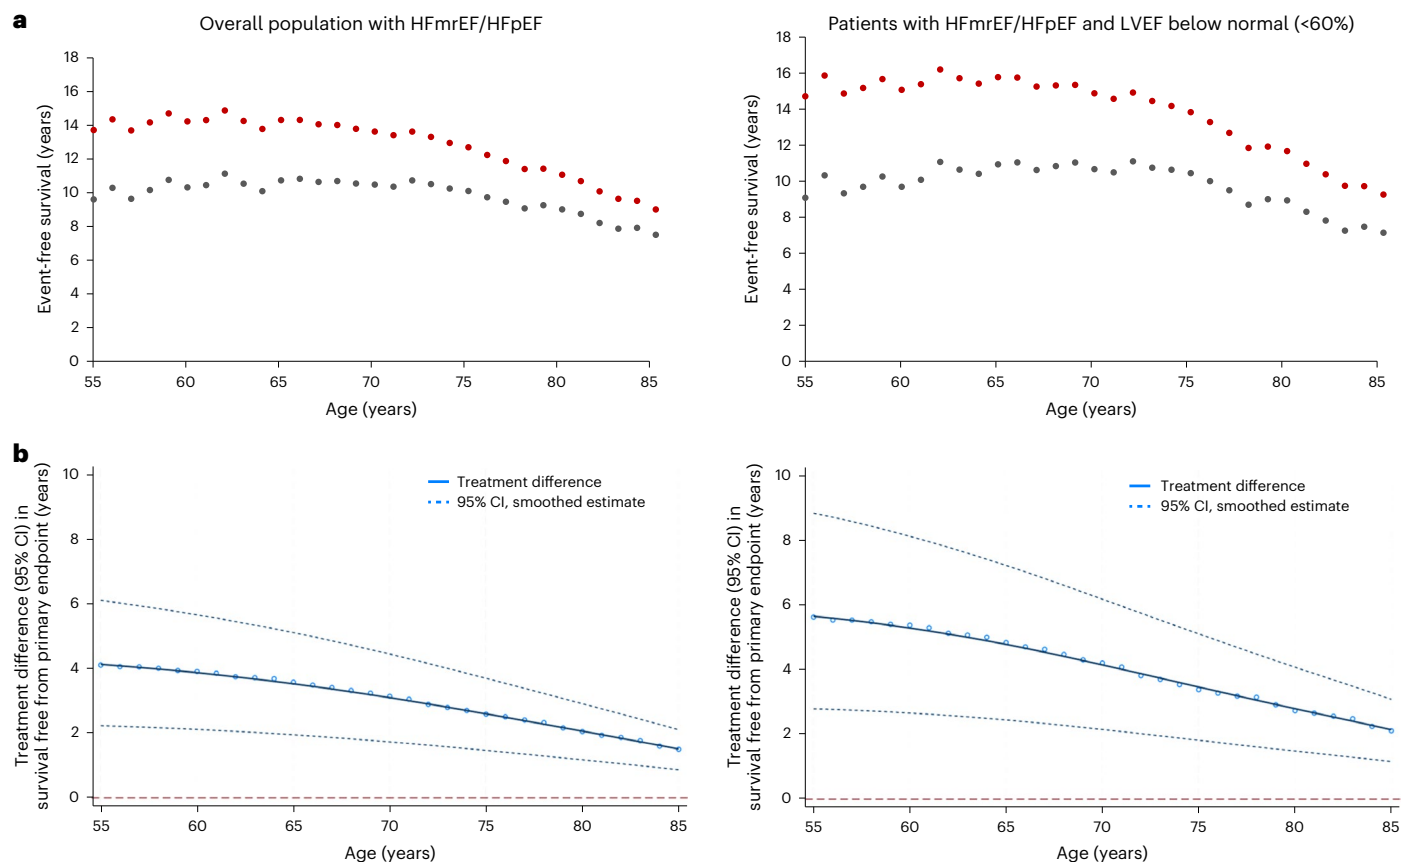 a
Overall population with HFmrEF/HFpEF
Event-free survival (years)
18
16
14
12
10
8
6
4
2
0
55 60 65 70 75 80 85
Age (years)
Patients with HFmrEF/HFpEF and LVEF below normal (<60%)
Event-free survival (years)
18
16
14
12
10
8
6
4
2
0
55 60 65 70 75 80 85
Age (years)
b
Treatment difference (95% CI) in
survival free from primary endpoint (years)
10
8
6
4
2
0
Treatment difference
95% CI, smoothed estimate
55 60 65 70 75 80 85
Age (years)
Treatment difference (95% CI) in
survival free from primary endpoint (years)
10
8
6
4
2
0
Treatment difference
95% CI, smoothed estimate
55 60 65 70 75 80 85
Age (years)